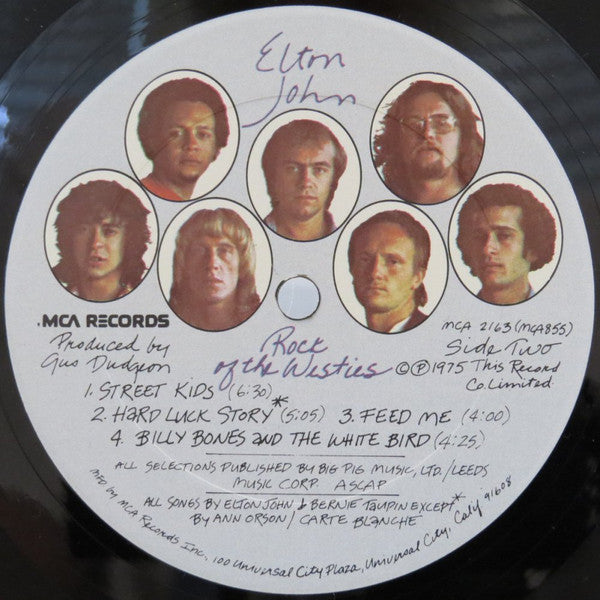 Elton
John
MCA RECORDS
Produced by
Gus Dudgeon
Rock
of the Westies
MCA 2163 (MCA855)
Side Two
© ℗ 1975 This Record
Co. Limited
1. STREET KIDS (6:30)
2. HARD LUCK STORY* (5:05) 3. FEED ME (4:00)
4. BILLY BONES AND THE WHITE BIRD (4:25)
ALL SELECTIONS PUBLISHED BY BIG PIG MUSIC, LTD./LEEDS
MUSIC CORP. ASCAP
ALL SONGS BY ELTON JOHN & BERNIE TAUPIN EXCEPT*
BY ANN ORSON/CARTE BLANCHE
Mfd by MCA Records Inc., 100 Universal City Plaza, Universal City, Calif 91608